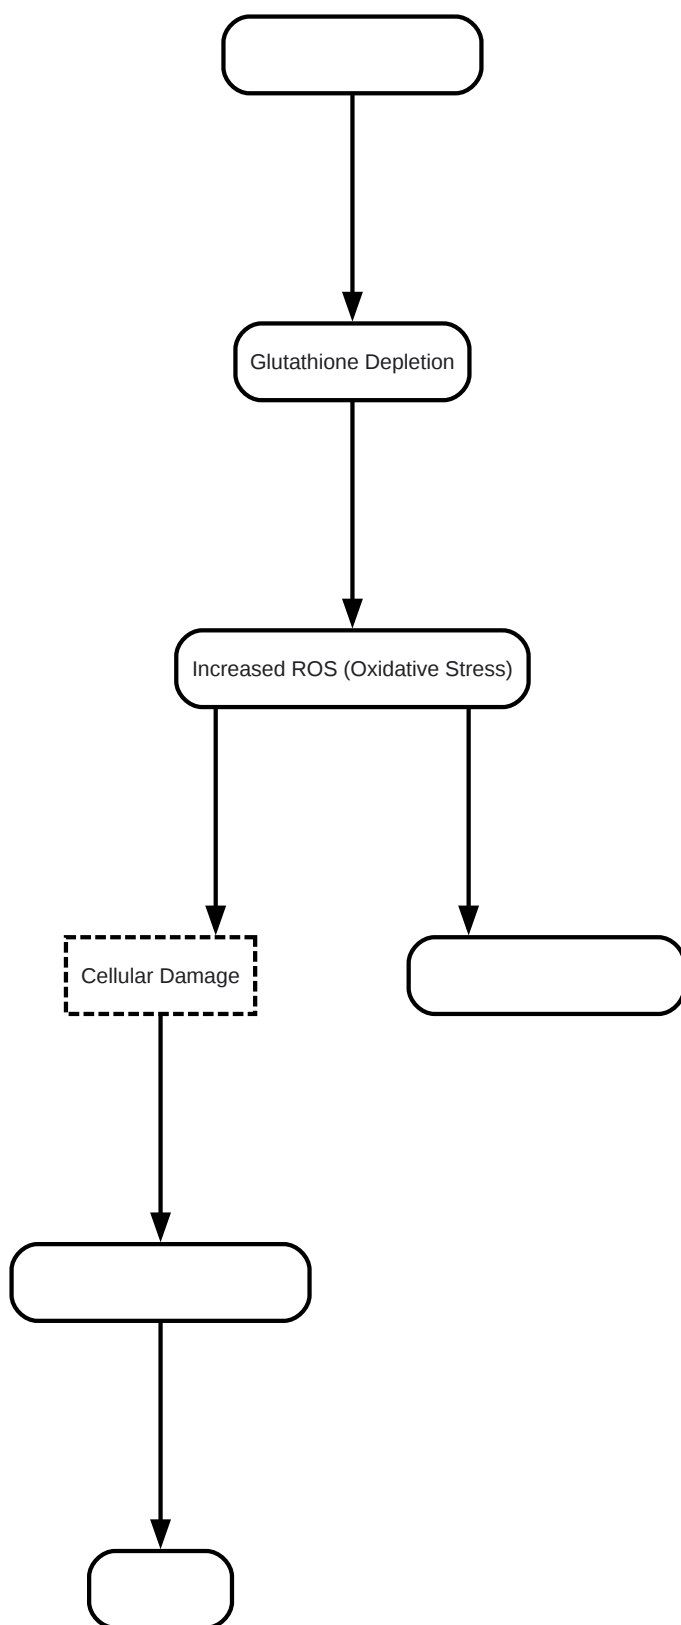 Glutathione Depletion
Increased ROS (Oxidative Stress)
Cellular Damage